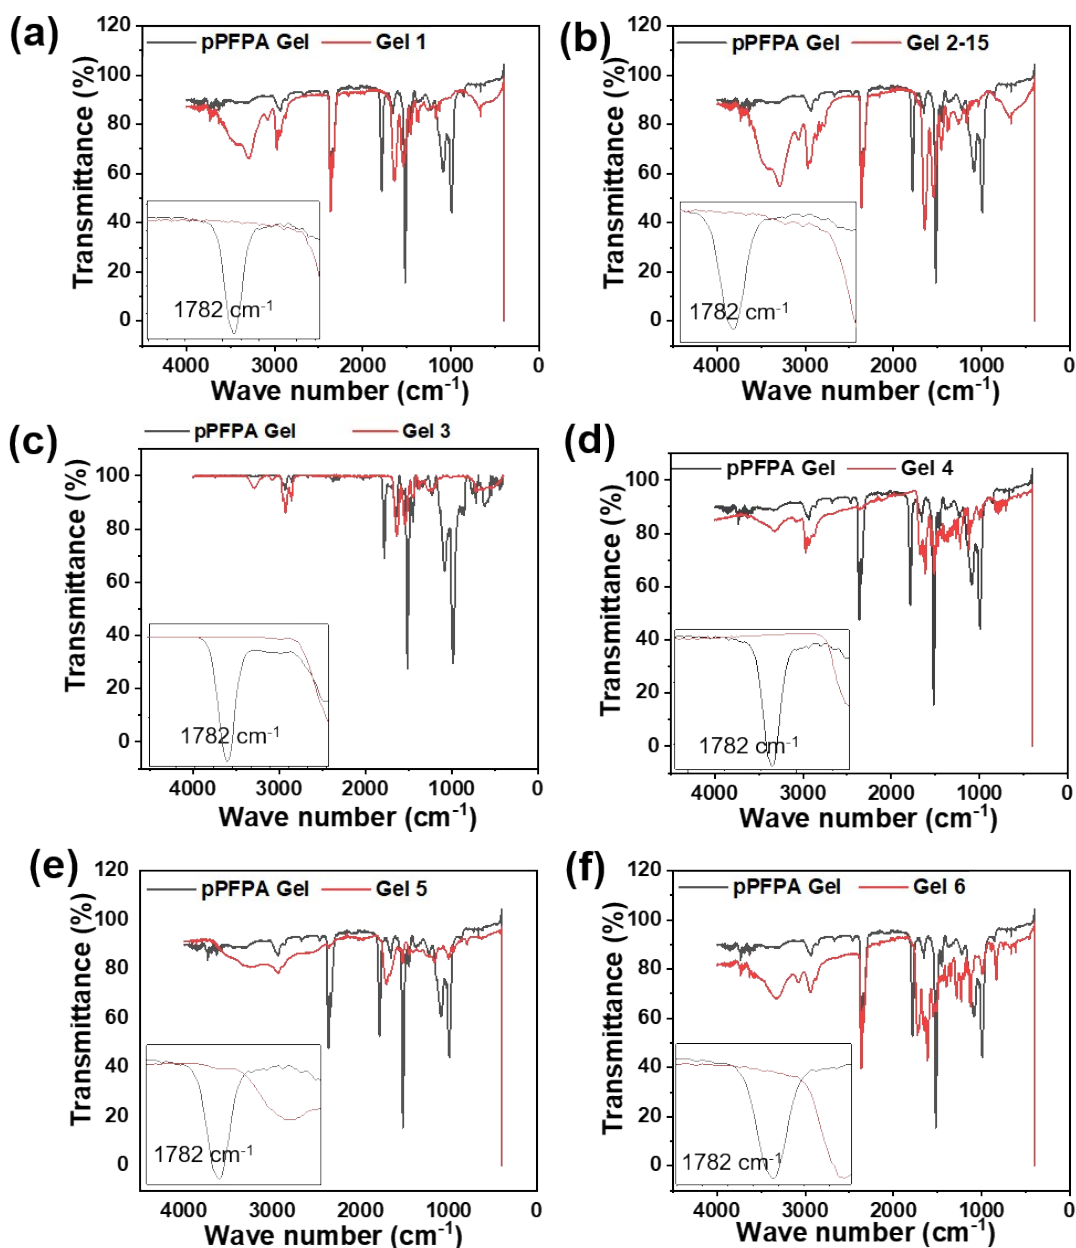 (a)
pPFPA Gel Gel 1
120
100
80
60
40
20
0
Transmittance (%)
1782 cm-1
4000 3000 2000 1000 0
Wave number (cm-1)
(b)
pPFPA Gel Gel 2-15
120
100
80
60
40
20
0
Transmittance (%)
1782 cm-1
4000 3000 2000 1000 0
Wave number (cm-1)
(c)
pPFPA Gel Gel 3
100
80
60
40
20
0
Transmittance (%)
1782 cm-1
4000 3000 2000 1000 0
Wave number (cm-1)
(d)
pPFPA Gel Gel 4
100
80
60
40
20
0
Transmittance (%)
1782 cm-1
4000 3000 2000 1000 0
Wave number (cm-1)
(e)
pPFPA Gel Gel 5
120
100
80
60
40
20
0
Transmittance (%)
1782 cm-1
4000 3000 2000 1000 0
Wave number (cm-1)
(f)
pPFPA Gel Gel 6
120
100
80
60
40
20
0
Transmittance (%)
1782 cm-1
4000 3000 2000 1000 0
Wave number (cm-1)